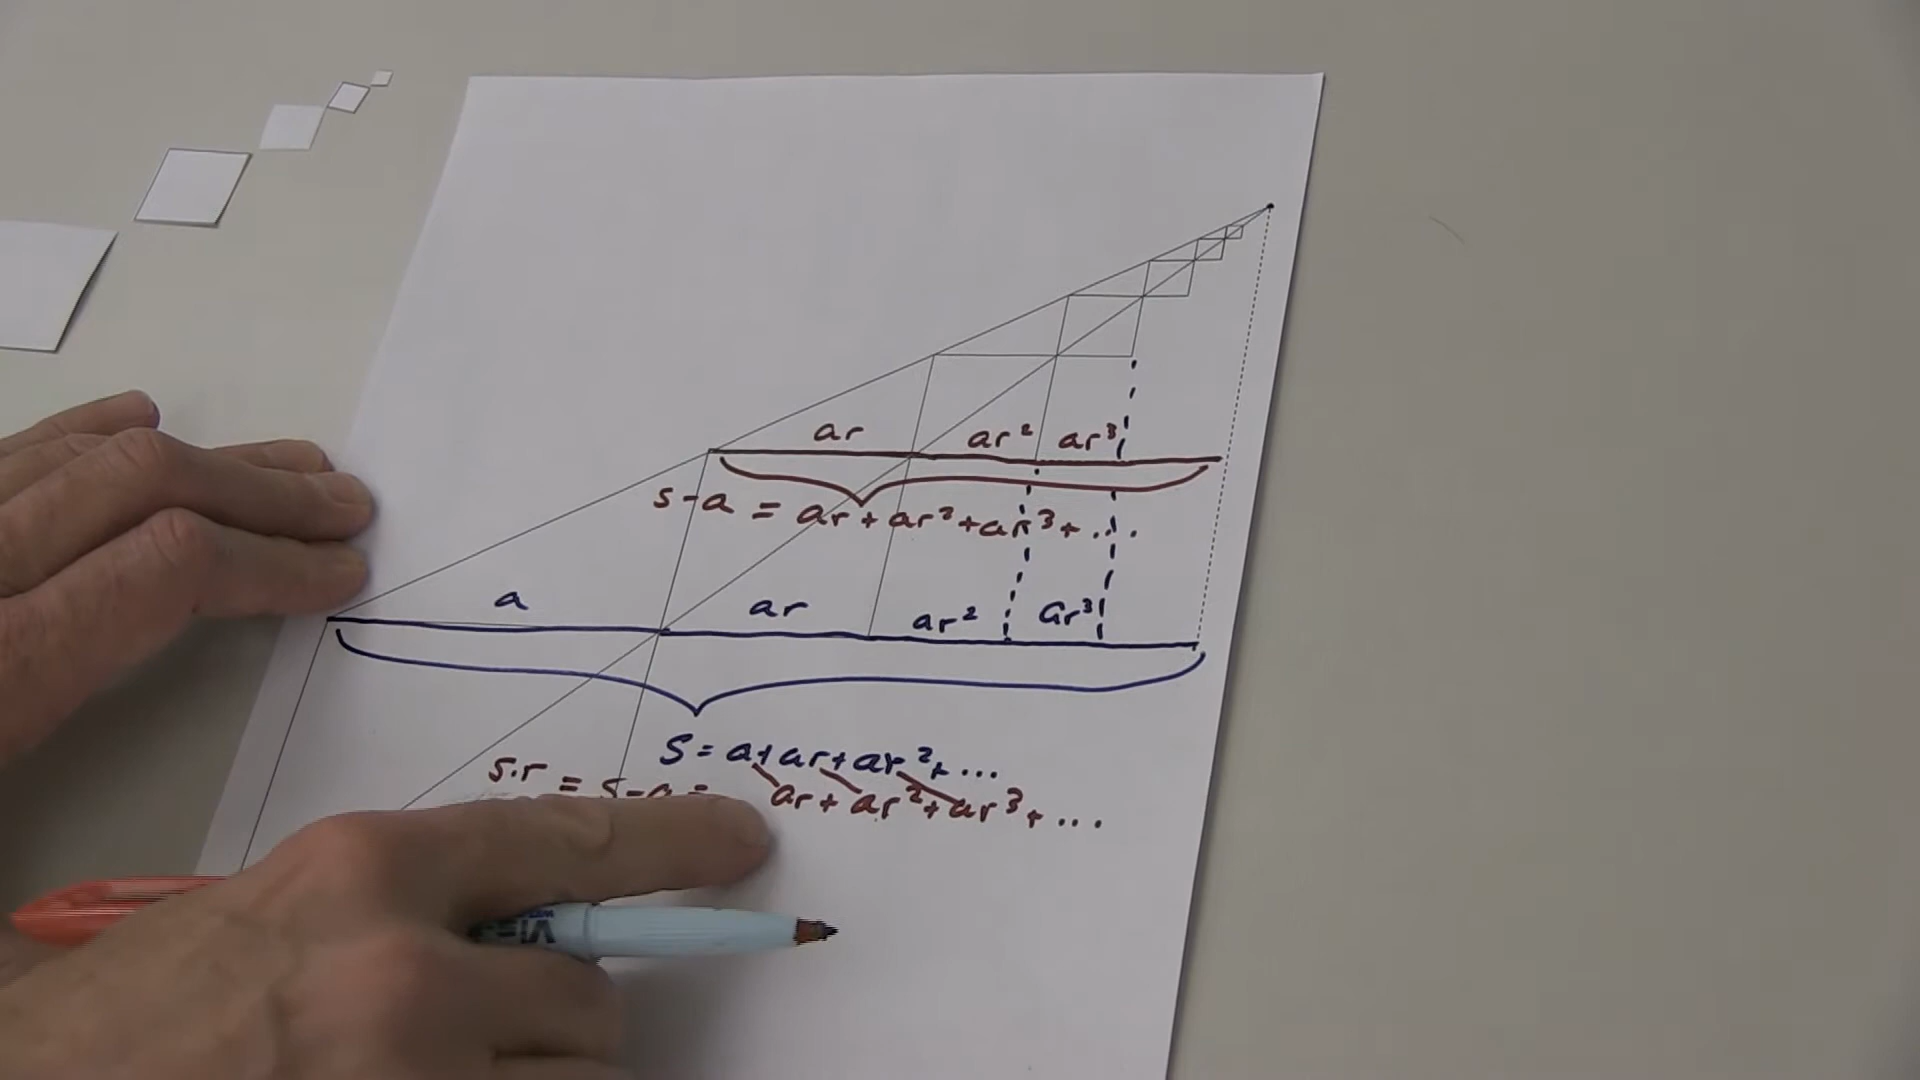 ar ar² ar³
s-a = ar+ar²+ar³+...
a ar ar² ar³
S=a+ar+ar²+...
s.r = s-a = ar+ar²+ar³+...